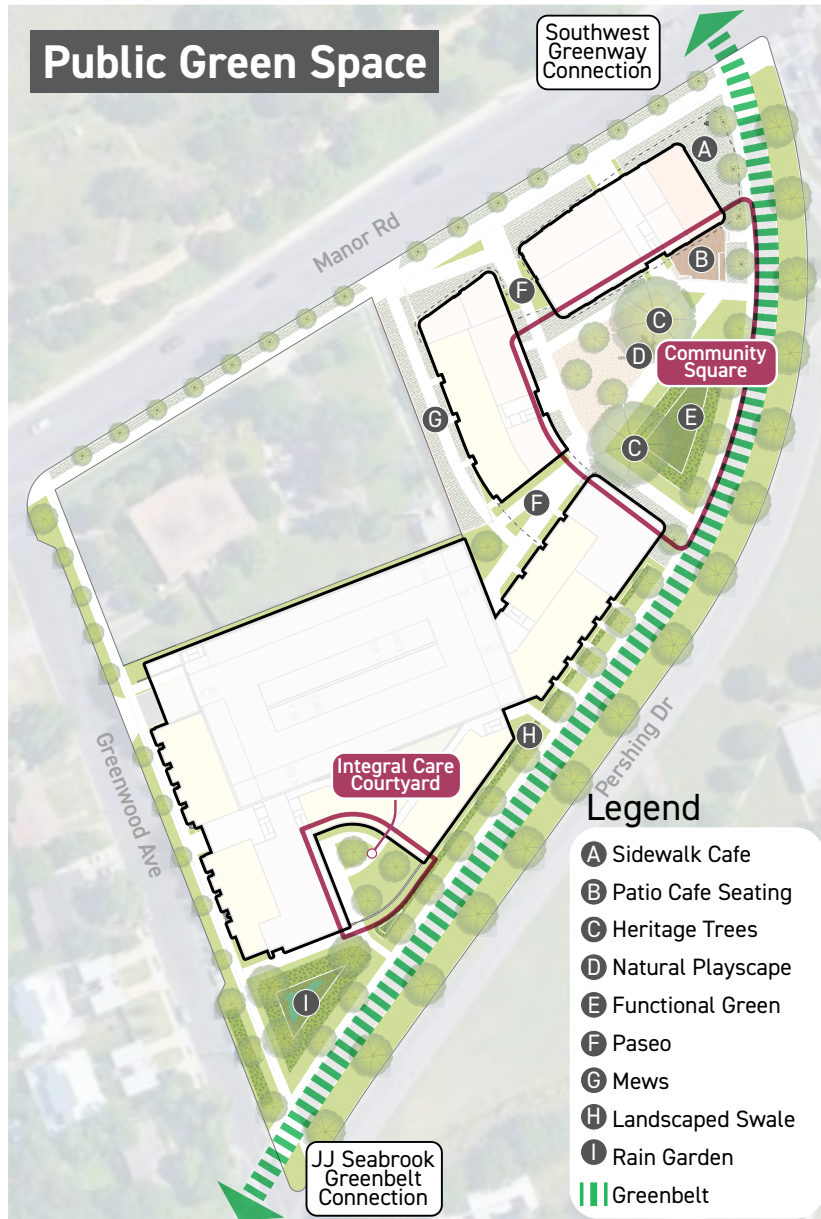 Public Green Space
Southwest
Greenway
Connection
A
Manor Rd
B
F
C
D
Community
Square
G
E
C
F
Greenwood Ave
H
Pershing Dr
Integral Care
Courtyard
I
JJ Seabrook
Greenbelt
Connection
Legend
A Sidewalk Cafe
B Patio Cafe Seating
C Heritage Trees
D Natural Playscape
E Functional Green
F Paseo
G Mews
H Landscaped Swale
I Rain Garden
Greenbelt